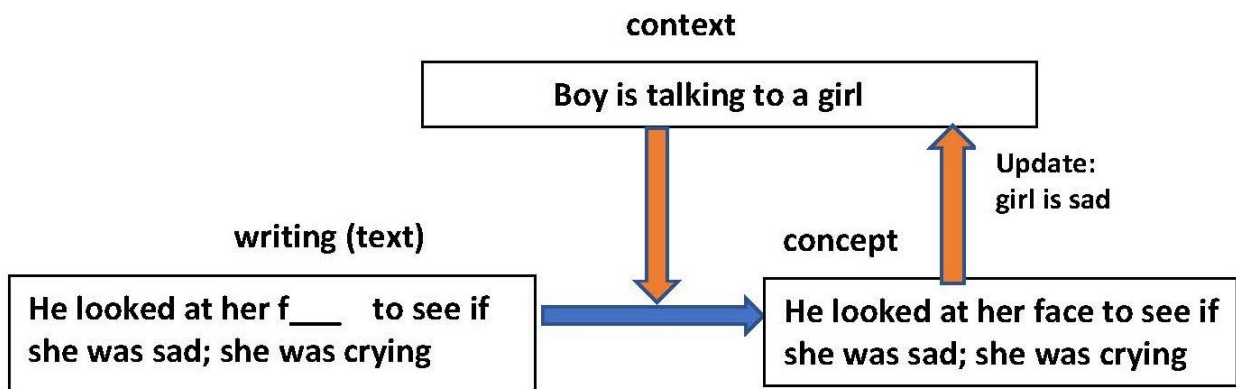 context
Boy is talking to a girl
Update:
girl is sad
writing (text)
concept
He looked at her f___ to see if
she was sad; she was crying
He looked at her face to see if
she was sad; she was crying